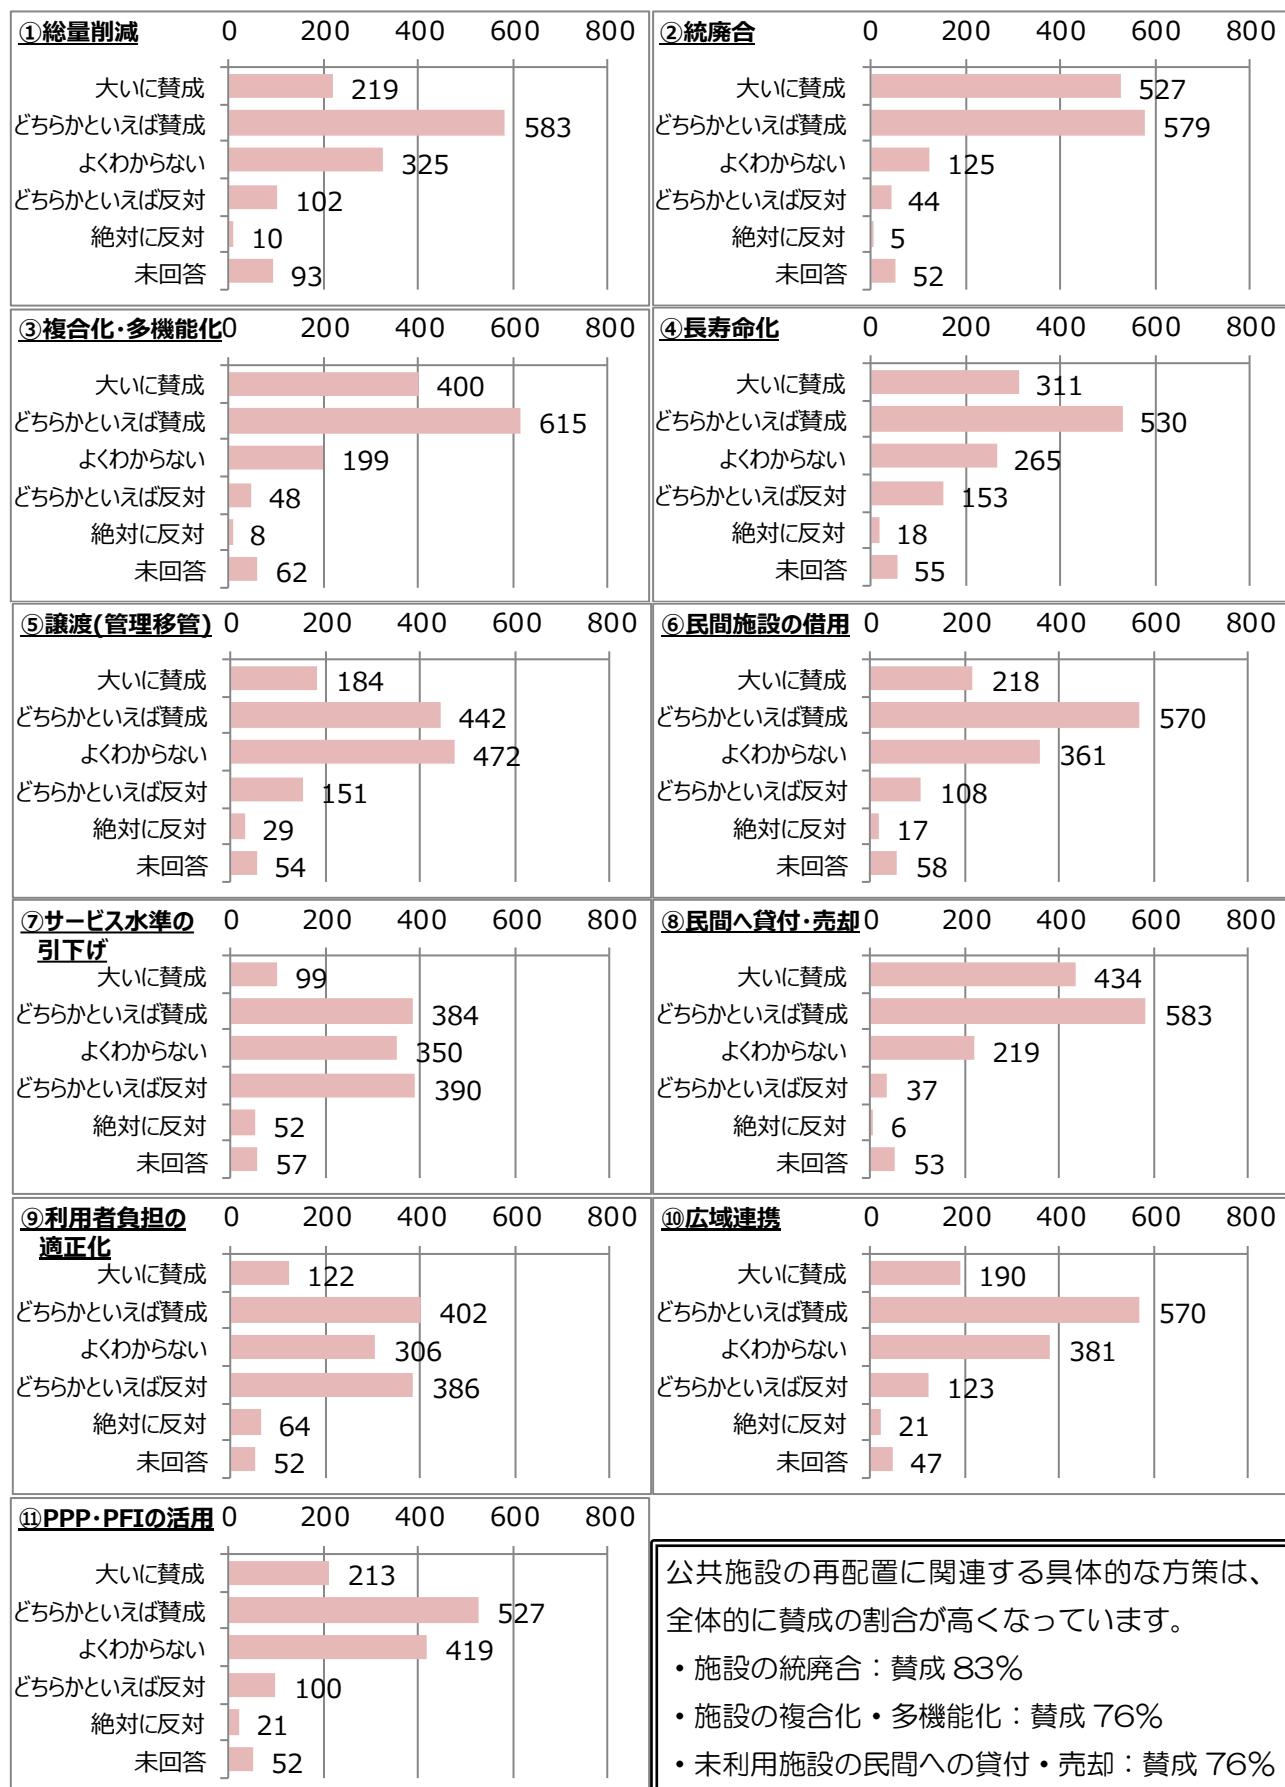 ①総量削減
0 200 400 600 800
大いに賛成 219
どちらかといえば賛成 583
よくわからない 325
どちらかといえば反対 102
絶対に反対 10
未回答 93
②統廃合
0 200 400 600 800
大いに賛成 527
どちらかといえば賛成 579
よくわからない 125
どちらかといえば反対 44
絶対に反対 5
未回答 52
③複合化・多機能化
0 200 400 600 800
大いに賛成 400
どちらかといえば賛成 615
よくわからない 199
どちらかといえば反対 48
絶対に反対 8
未回答 62
④長寿命化
0 200 400 600 800
大いに賛成 311
どちらかといえば賛成 530
よくわからない 265
どちらかといえば反対 153
絶対に反対 18
未回答 55
⑤譲渡(管理移管)
0 200 400 600 800
大いに賛成 184
どちらかといえば賛成 442
よくわからない 472
どちらかといえば反対 151
絶対に反対 29
未回答 54
⑥民間施設の借用
0 200 400 600 800
大いに賛成 218
どちらかといえば賛成 570
よくわからない 361
どちらかといえば反対 108
絶対に反対 17
未回答 58
⑦サービス水準の
引下げ
0 200 400 600 800
大いに賛成 99
どちらかといえば賛成 384
よくわからない 350
どちらかといえば反対 390
絶対に反対 52
未回答 57
⑧民間へ貸付・売却
0 200 400 600 800
大いに賛成 434
どちらかといえば賛成 583
よくわからない 219
どちらかといえば反対 37
絶対に反対 6
未回答 53
⑨利用者負担の
適正化
0 200 400 600 800
大いに賛成 122
どちらかといえば賛成 402
よくわからない 306
どちらかといえば反対 386
絶対に反対 64
未回答 52
⑩広域連携
0 200 400 600 800
大いに賛成 190
どちらかといえば賛成 570
よくわからない 381
どちらかといえば反対 123
絶対に反対 21
未回答 47
⑪PPP・PFIの活用
0 200 400 600 800
大いに賛成 213
どちらかといえば賛成 527
よくわからない 419
どちらかといえば反対 100
絶対に反対 21
未回答 52
公共施設の再配置に関連する具体的な方策は、
全体的に賛成の割合が高くなっています。
・施設の統廃合：賛成 83％
・施設の複合化・多機能化：賛成 76％
・未利用施設の民間への貸付・売却：賛成 76％